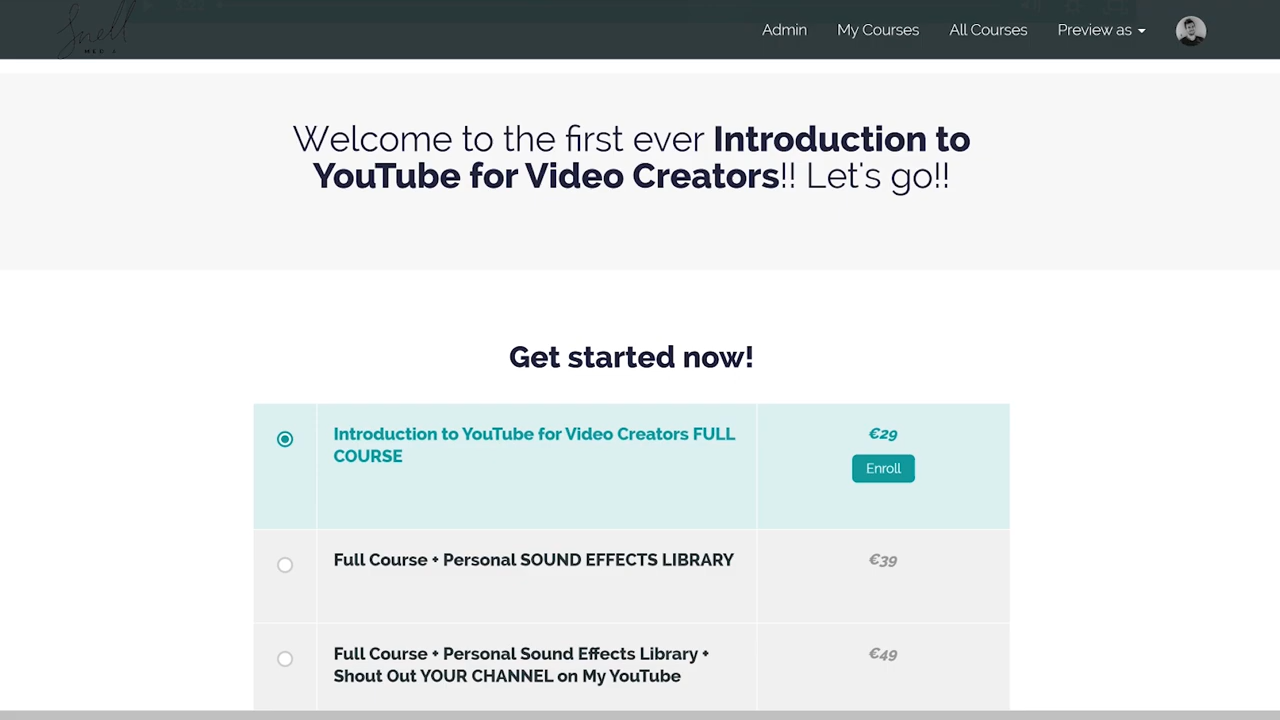 Snell
MEDIA
Admin My Courses All Courses Preview as
Welcome to the first ever Introduction to
YouTube for Video Creators!! Let's go!!
Get started now!
Introduction to YouTube for Video Creators FULL
COURSE
€29
Enroll
Full Course + Personal SOUND EFFECTS LIBRARY
€39
Full Course + Personal Sound Effects Library +
Shout Out YOUR CHANNEL on My YouTube
€49